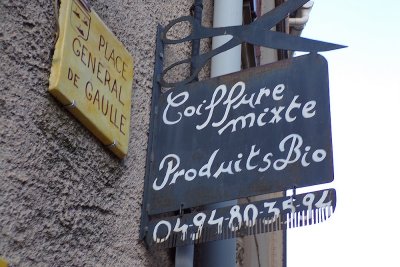 PLACE
GÉNÉRAL
DE GAULLE
Coiffure
mixte
Produits Bio
04-94-80-35-94